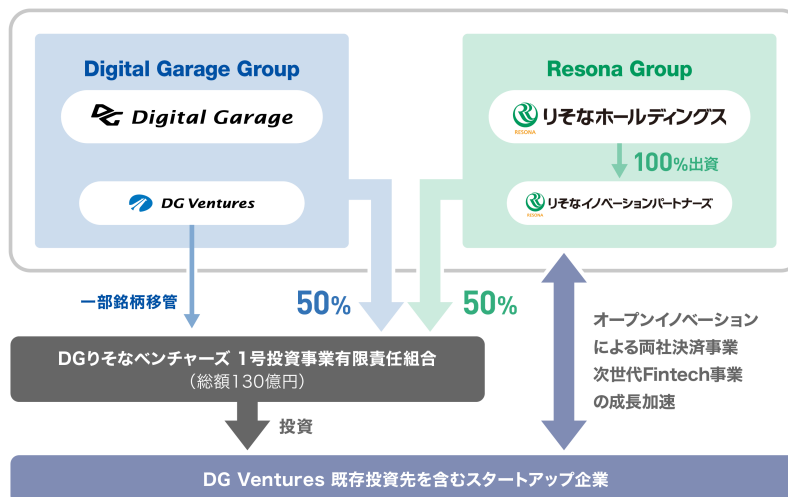 Digital Garage Group
Digital Garage
DG Ventures
Resona Group
RESONA
りそなホールディングス
100%出資
RESONA
りそなイノベーションパートナーズ
一部銘柄移管
50%
50%
オープンイノベーション
による両社決済事業
次世代Fintech事業
の成長加速
DGりそなベンチャーズ 1号投資事業有限責任組合
（総額130億円）
投資
DG Ventures 既存投資先を含むスタートアップ企業